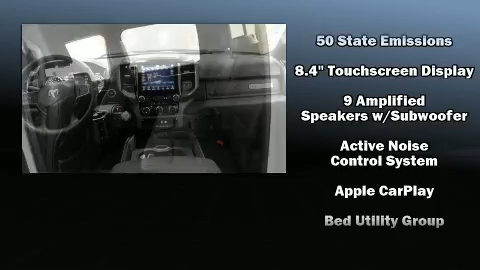 50 State Emissions
8.4" Touchscreen Display
9 Amplified
Speakers w/Subwoofer
Active Noise
Control System
Apple CarPlay
Bed Utility Group